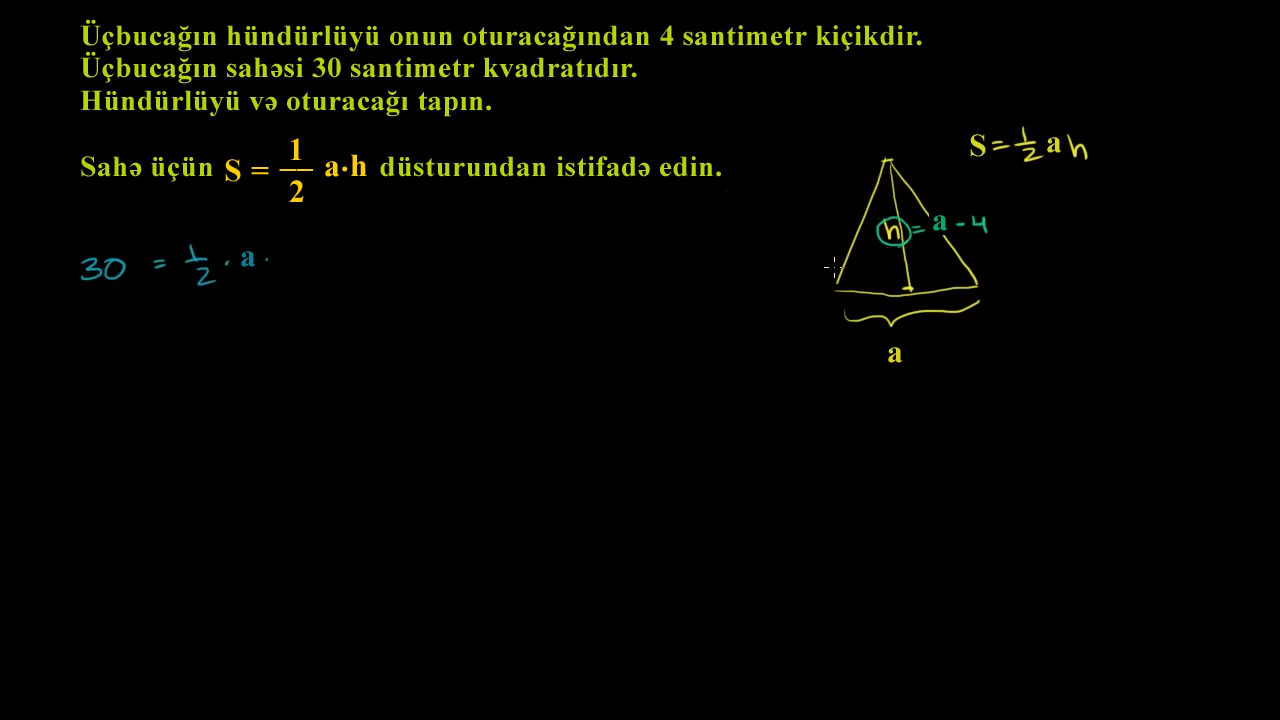 Üçbucağın hündürlüyü onun oturacağından 4 santimetr kiçikdir.
Üçbucağın sahəsi 30 santimetr kvadratıdır.
Hündürlüyü və oturacağı tapın.
Sahə üçün S = 1/2 a·h düsturundan istifadə edin.
S = 1/2 a h
h = a - 4
30 = 1/2 · a ·
a